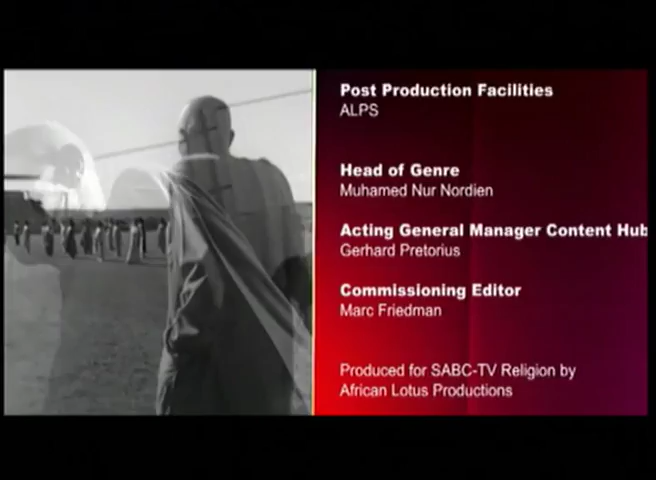 Post Production Facilities
ALPS
Head of Genre
Muhamed Nur Nordien
Acting General Manager Content Hub
Gerhard Pretorius
Commissioning Editor
Marc Friedman
Produced for SABC-TV Religion by
African Lotus Productions